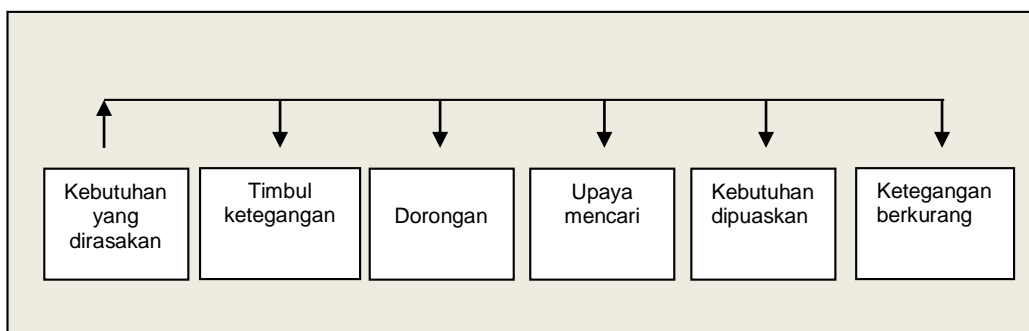 Kebutuhan
yang
dirasakan
Timbul
ketegangan
Dorongan
Upaya
mencari
Kebutuhan
dipuaskan
Ketegangan
berkurang